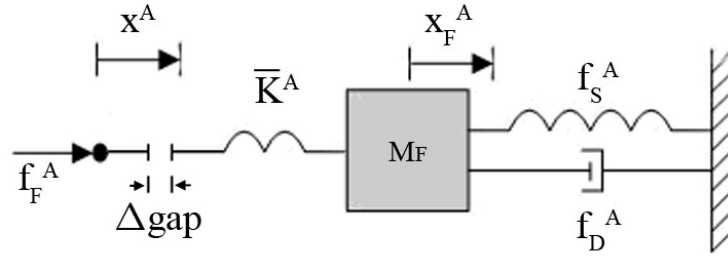 x^A
x_F^A
K̅^A
f_S^A
M_F
f_F^A
Δgap
f_D^A